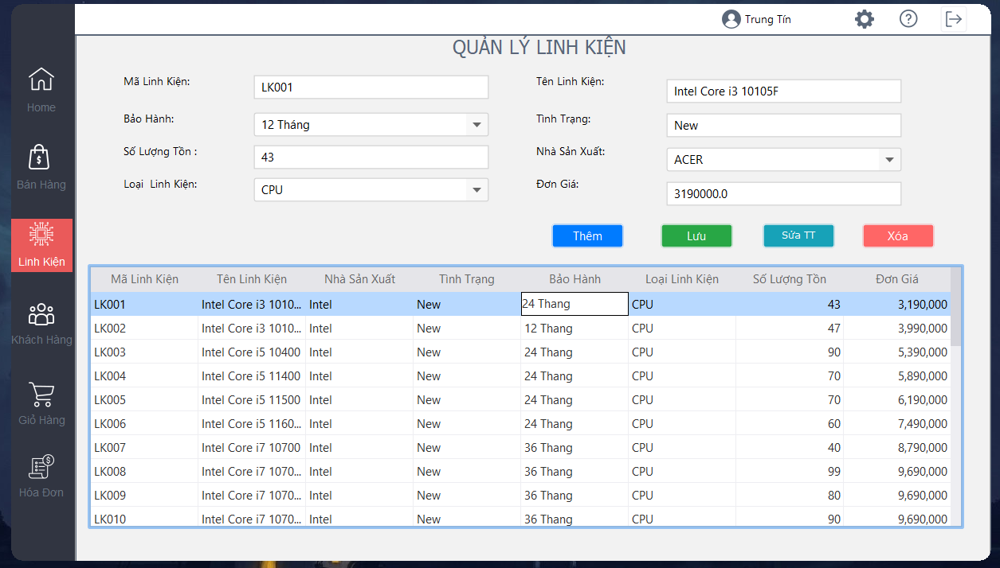 Trung Tín
QUẢN LÝ LINH KIỆN
Home
Bán Hàng
Linh Kiện
Khách Hàng
Giỏ Hàng
Hóa Đơn
Mã Linh Kiện: LK001
Tên Linh Kiện: Intel Core i3 10105F
Bảo Hành: 12 Tháng
Tình Trạng: New
Số Lượng Tồn : 43
Nhà Sản Xuất: ACER
Loại Linh Kiện: CPU
Đơn Giá: 3190000.0
Thêm Lưu Sửa TT Xóa
Mã Linh Kiện Tên Linh Kiện Nhà Sản Xuất Tình Trạng Bảo Hành Loại Linh Kiện Số Lượng Tồn Đơn Giá
LK001 Intel Core i3 1010... Intel New 24 Thang CPU 43 3,190,000
LK002 Intel Core i3 1010... Intel New 12 Thang CPU 47 3,990,000
LK003 Intel Core i5 10400 Intel New 24 Thang CPU 90 5,390,000
LK004 Intel Core i5 11400 Intel New 24 Thang CPU 70 5,890,000
LK005 Intel Core i5 11500 Intel New 24 Thang CPU 70 6,190,000
LK006 Intel Core i5 1160... Intel New 24 Thang CPU 60 7,490,000
LK007 Intel Core i7 10700 Intel New 36 Thang CPU 40 8,790,000
LK008 Intel Core i7 1070... Intel New 36 Thang CPU 99 9,690,000
LK009 Intel Core i7 1070... Intel New 36 Thang CPU 80 9,690,000
LK010 Intel Core i7 1070... Intel New 36 Thang CPU 90 9,690,000